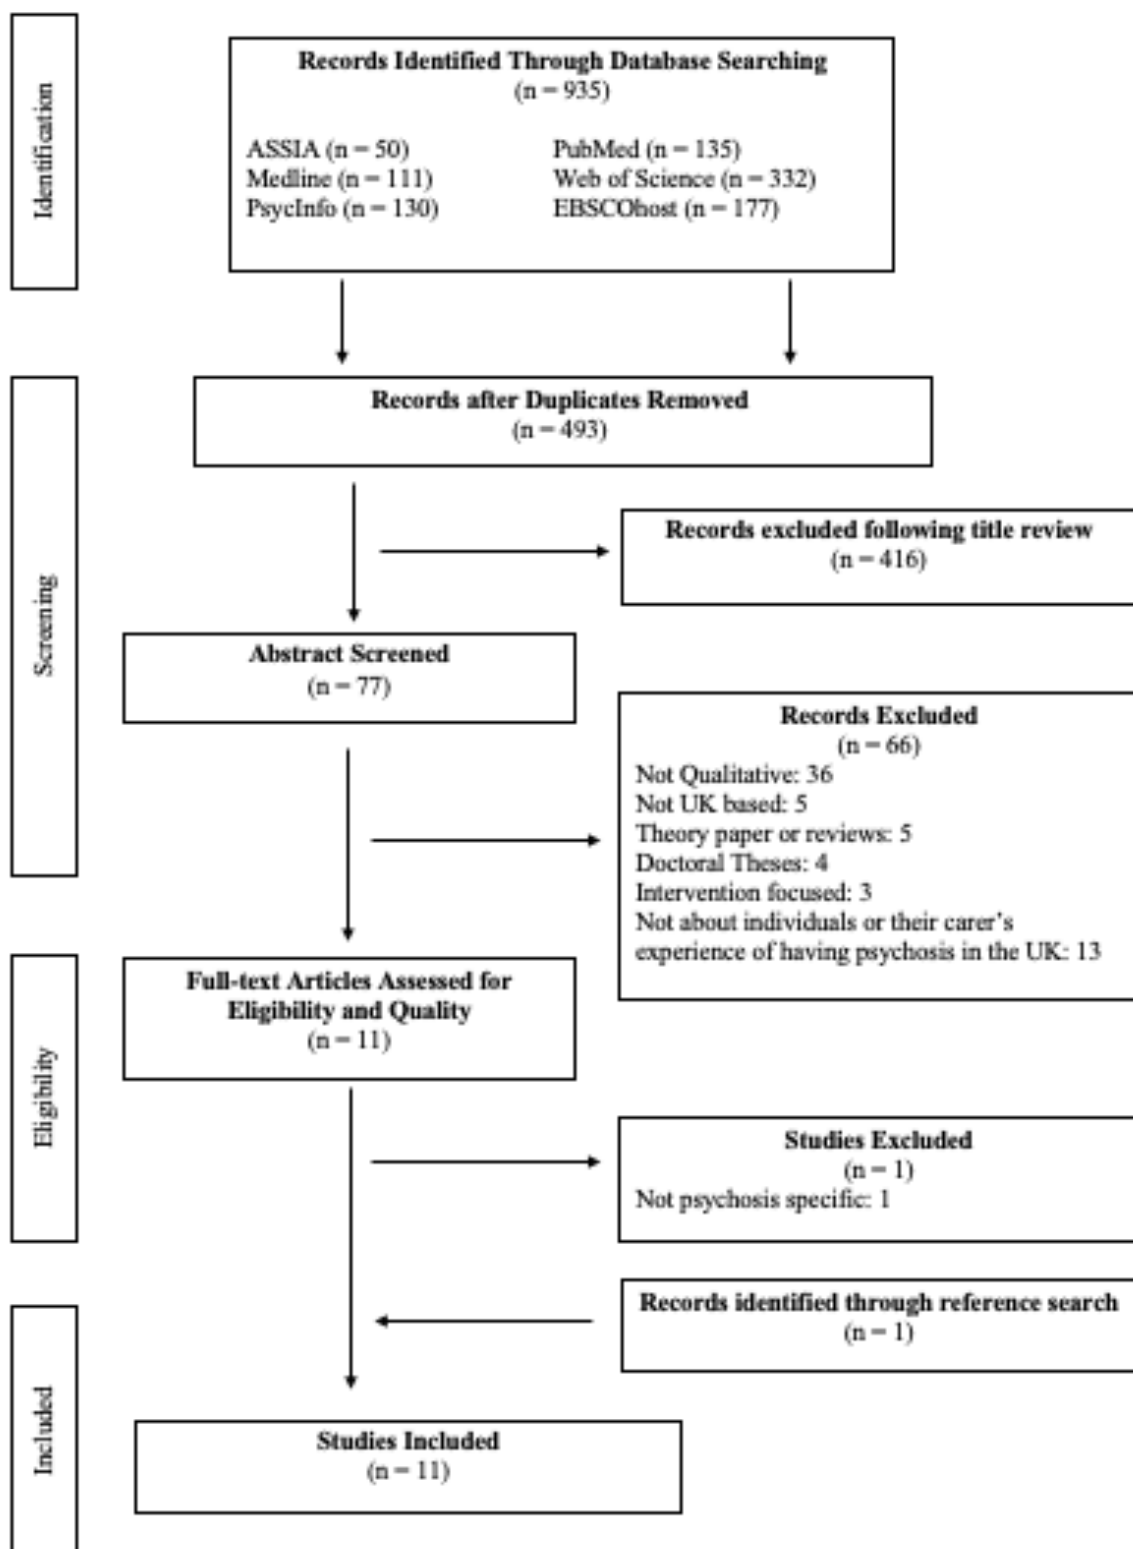 Identification
Records Identified Through Database Searching
(n = 935)
ASSIA (n = 50)
PubMed (n = 135)
Medline (n = 111)
Web of Science (n = 332)
PsycInfo (n = 130)
EBSCOhost (n = 177)
Screening
Records after Duplicates Removed
(n = 493)
Records excluded following title review
(n = 416)
Abstract Screened
(n = 77)
Records Excluded
(n = 66)
Not Qualitative: 36
Not UK based: 5
Theory paper or reviews: 5
Doctoral Theses: 4
Intervention focused: 3
Not about individuals or their carer's
experience of having psychosis in the UK: 13
Eligibility
Full-text Articles Assessed for
Eligibility and Quality
(n = 11)
Studies Excluded
(n = 1)
Not psychosis specific: 1
Records identified through reference search
(n = 1)
Included
Studies Included
(n = 11)